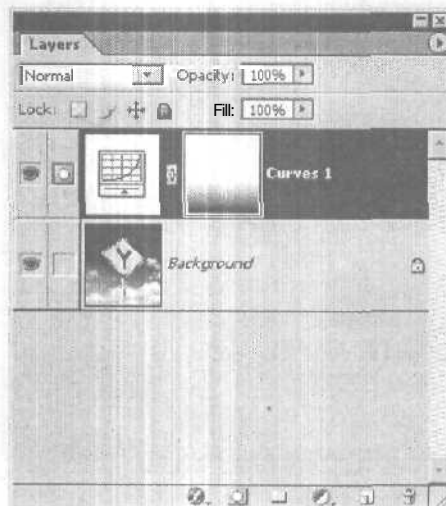 Layers
Normal Opacity: 100%
Lock: Fill: 100%
Curves 1
Y
Background